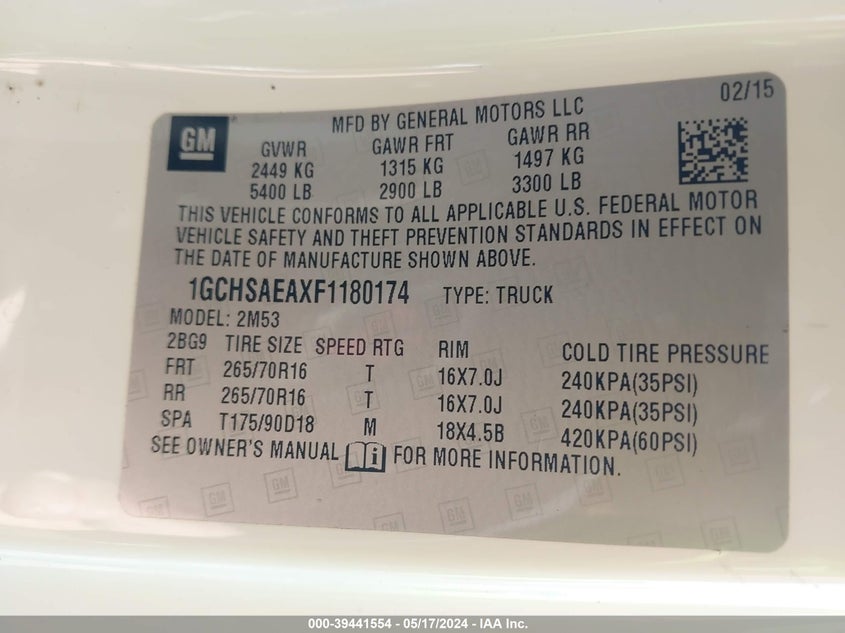 02/15
GM
MFD BY GENERAL MOTORS LLC
GVWR GAWR FRT GAWR RR
2449 KG 1315 KG 1497 KG
5400 LB 2900 LB 3300 LB
THIS VEHICLE CONFORMS TO ALL APPLICABLE U.S. FEDERAL MOTOR
VEHICLE SAFETY AND THEFT PREVENTION STANDARDS IN EFFECT ON
THE DATE OF MANUFACTURE SHOWN ABOVE.
1GCHSAEAXF1180174 TYPE: TRUCK
MODEL: 2M53
2BG9 TIRE SIZE SPEED RTG RIM COLD TIRE PRESSURE
FRT 265/70R16 T 16X7.0J 240KPA(35PSI)
RR 265/70R16 T 16X7.0J 240KPA(35PSI)
SPA T175/90D18 M 18X4.5B 420KPA(60PSI)
SEE OWNER'S MANUAL i FOR MORE INFORMATION.
000-39441554 - 05/17/2024 - IAA Inc.